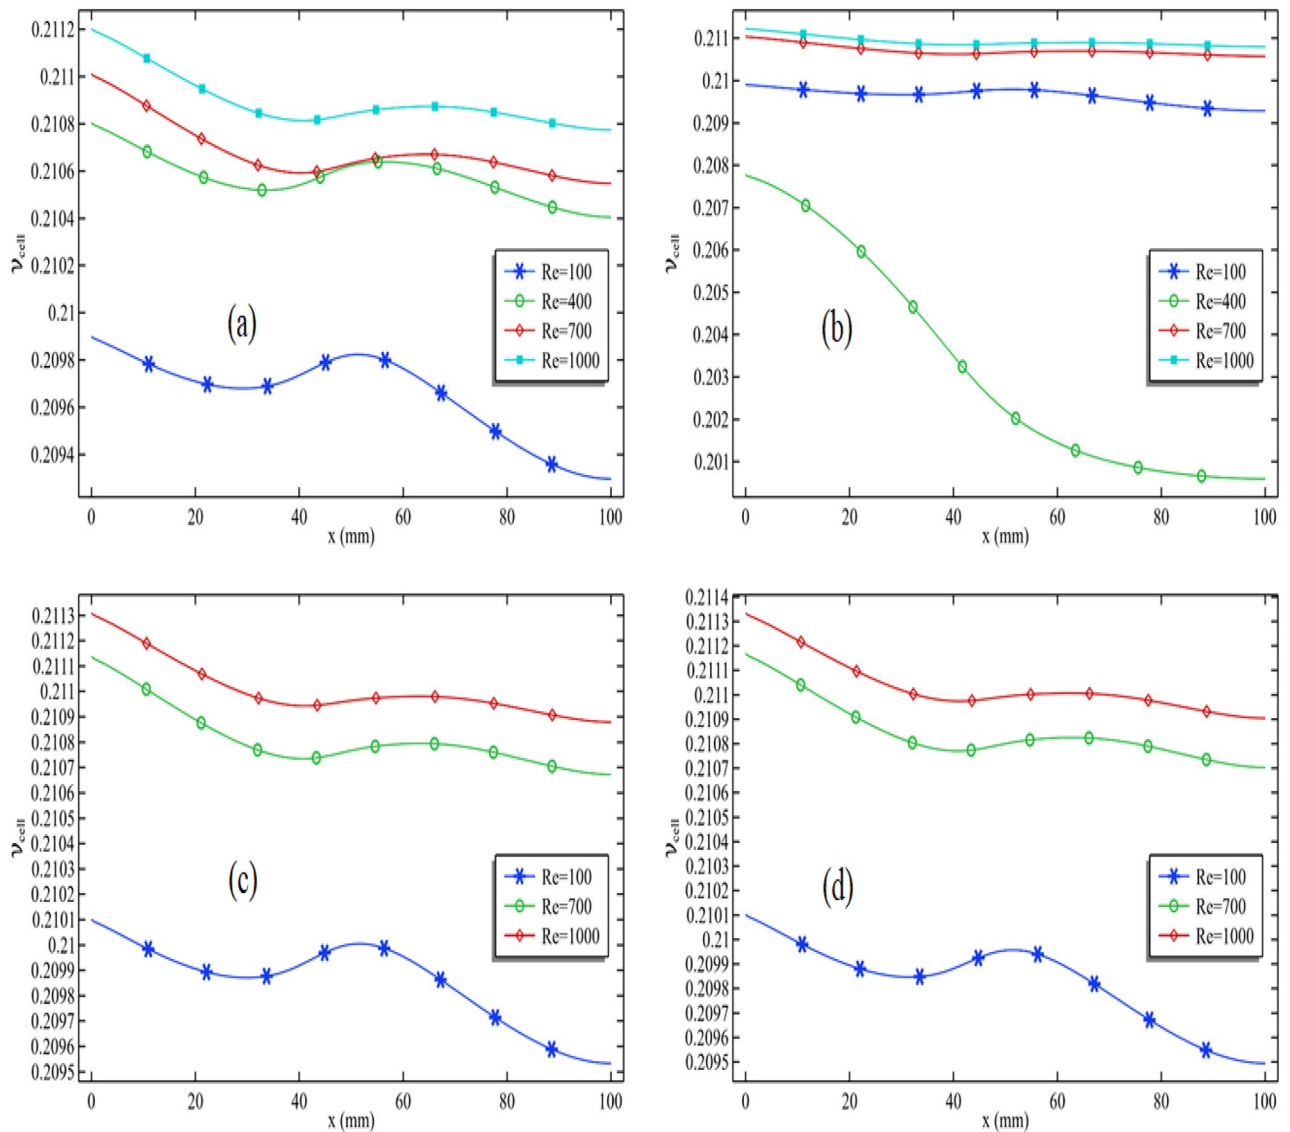 0.2112
0.211
0.2108
0.2106
0.2104
0.2102
0.21
0.2098
0.2096
0.2094
𝒱cell
(a)
Re=100
Re=400
Re=700
Re=1000
0 20 40 60 80 100
x (mm)
0.211
0.21
0.209
0.208
0.207
0.206
0.205
0.204
0.203
0.202
0.201
𝒱cell
(b)
Re=100
Re=400
Re=700
Re=1000
0 20 40 60 80 100
x (mm)
0.2113
0.2112
0.2111
0.211
0.2109
0.2108
0.2107
0.2106
0.2105
0.2104
0.2103
0.2102
0.2101
0.21
0.2099
0.2098
0.2097
0.2096
0.2095
𝒱cell
(c)
Re=100
Re=700
Re=1000
0 20 40 60 80 100
x (mm)
0.2114
0.2113
0.2112
0.2111
0.211
0.2109
0.2108
0.2107
0.2106
0.2105
0.2104
0.2103
0.2102
0.2101
0.21
0.2099
0.2098
0.2097
0.2096
0.2095
𝒱cell
(d)
Re=100
Re=700
Re=1000
0 20 40 60 80 100
x (mm)